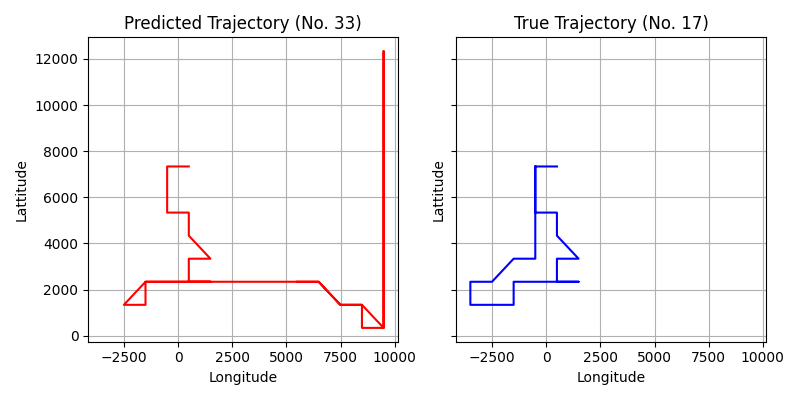 Predicted Trajectory (No. 33)
True Trajectory (No. 17)
12000
10000
8000
6000
4000
2000
0
Lattitude
Lattitude
−2500 0 2500 5000 7500 10000
−2500 0 2500 5000 7500 10000
Longitude
Longitude